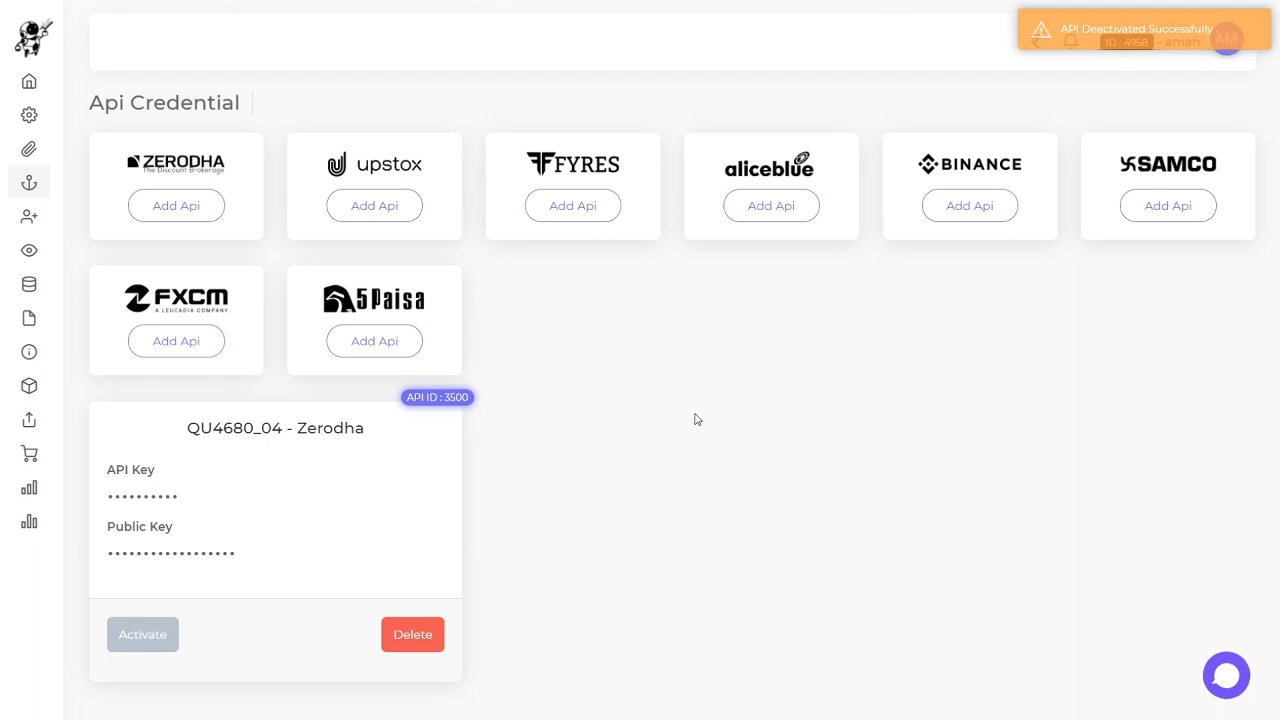 API Deactivated Successfully
ID : 4958 - aman AM
Api Credential
ZERODHA
The Discount Brokerage
Add Api
upstox
Add Api
FYRES
Add Api
aliceblue
Add Api
BINANCE
Add Api
SAMCO
Add Api
FXCM
A LEUCADIA COMPANY
Add Api
5paisa
Add Api
API ID : 3500
QU4680_04 - Zerodha
API Key
••••••••••
Public Key
••••••••••••••••••
Activate
Delete